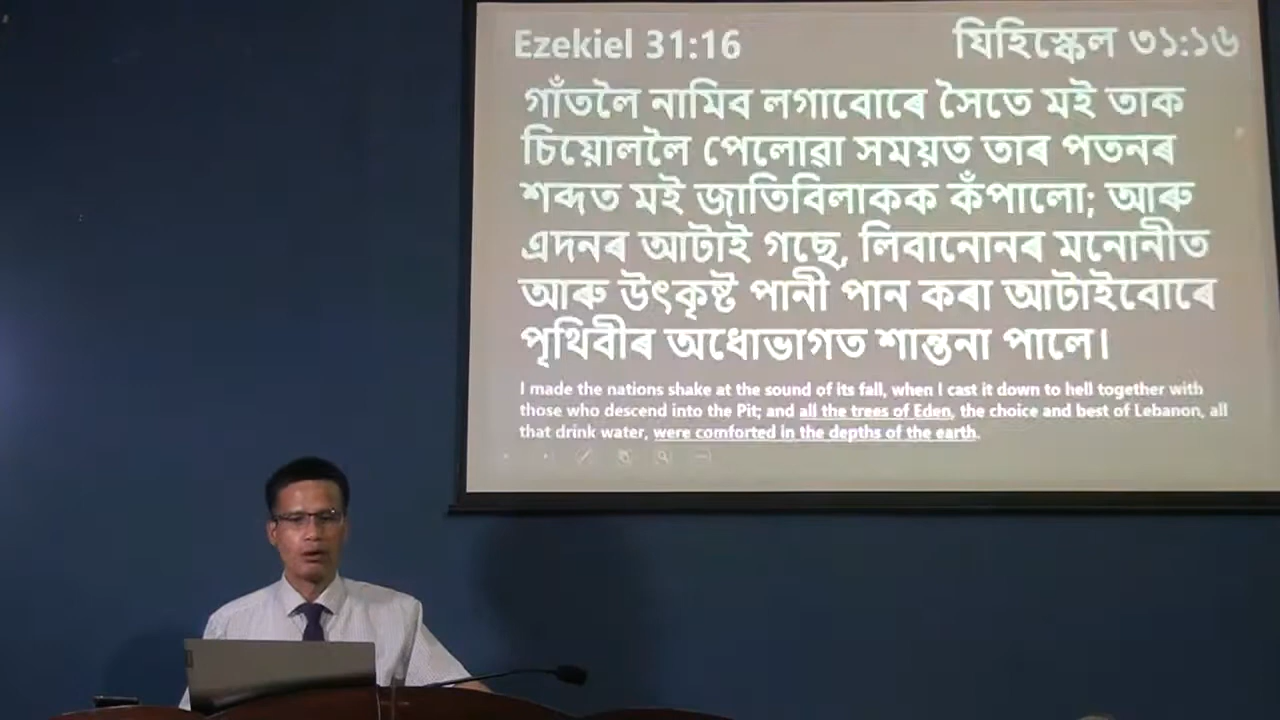 Ezekiel 31:16 যিহিস্কেল ৩১:১৬
গাঁতলৈ নামিব লগাবোৰে সৈতে মই তাক
চিয়োললৈ পেলোৱা সময়ত তাৰ পতনৰ
শব্দত মই জাতিবিলাকক কঁপালো; আৰু
এদনৰ আটাই গছে, লিবানোনৰ মনোনীত
আৰু উৎকৃষ্ট পানী পান কৰা আটাইবোৰে
পৃথিবীৰ অধোভাগত শান্তনা পালে।
I made the nations shake at the sound of its fall, when I cast it down to hell together with
those who descend into the Pit; and all the trees of Eden, the choice and best of Lebanon, all
that drink water, were comforted in the depths of the earth.